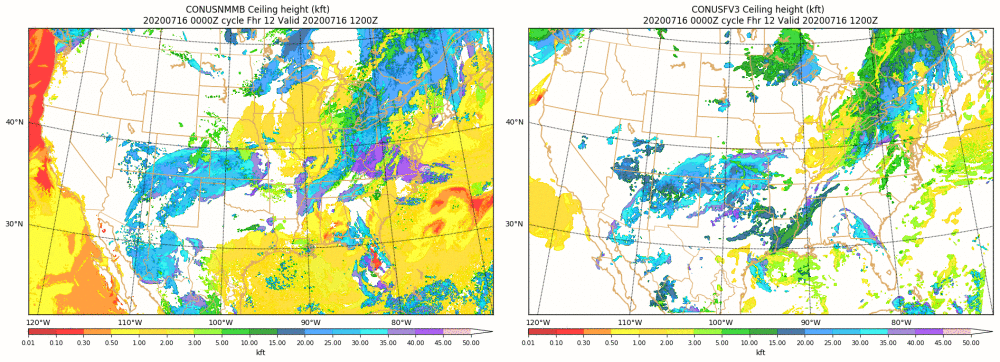 CONUSNMMB Ceiling height (kft)
20200716 0000Z cycle Fhr 12 Valid 20200716 1200Z
40°N
30°N
120°W 110°W 100°W 90°W 80°W
0.01 0.10 0.30 0.50 1.00 2.00 3.00 5.00 10.00 15.00 20.00 30.00 35.00 40.00 45.00 50.00
kft
CONUSFV3 Ceiling height (kft)
20200716 0000Z cycle Fhr 12 Valid 20200716 1200Z
40°N
30°N
120°W 110°W 100°W 90°W 80°W
0.01 0.10 0.30 0.50 1.00 2.00 3.00 5.00 10.00 15.00 20.00 30.00 35.00 40.00 45.00 50.00
kft